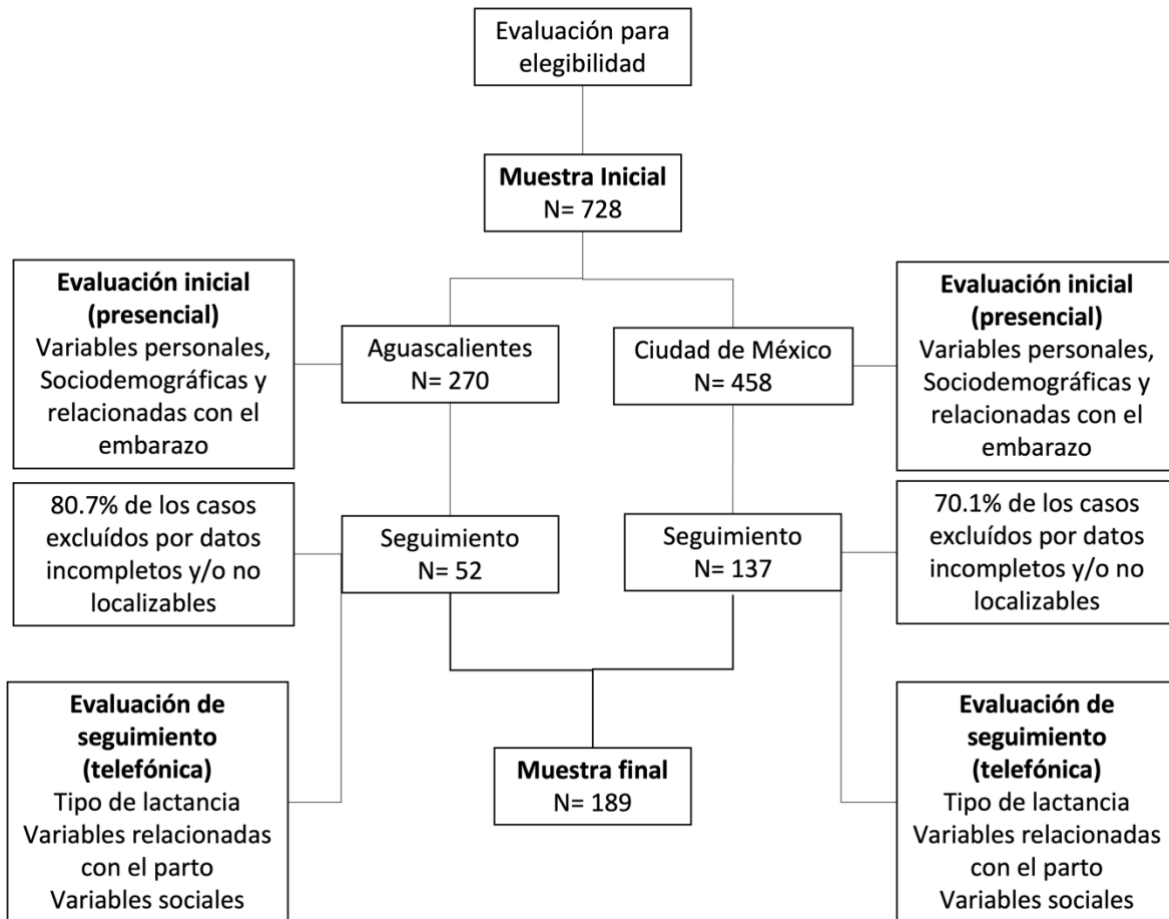 Evaluación para
elegibilidad
Muestra Inicial
N= 728
Evaluación inicial
(presencial)
Variables personales,
Sociodemográficas y
relacionadas con el
embarazo
Aguascalientes
N= 270
Ciudad de México
N= 458
Evaluación inicial
(presencial)
Variables personales,
Sociodemográficas y
relacionadas con el
embarazo
80.7% de los casos
excluídos por datos
incompletos y/o no
localizables
Seguimiento
N= 52
Seguimiento
N= 137
70.1% de los casos
excluídos por datos
incompletos y/o no
localizables
Evaluación de
seguimiento
(telefónica)
Tipo de lactancia
Variables relacionadas
con el parto
Variables sociales
Muestra final
N= 189
Evaluación de
seguimiento
(telefónica)
Tipo de lactancia
Variables relacionadas
con el parto
Variables sociales